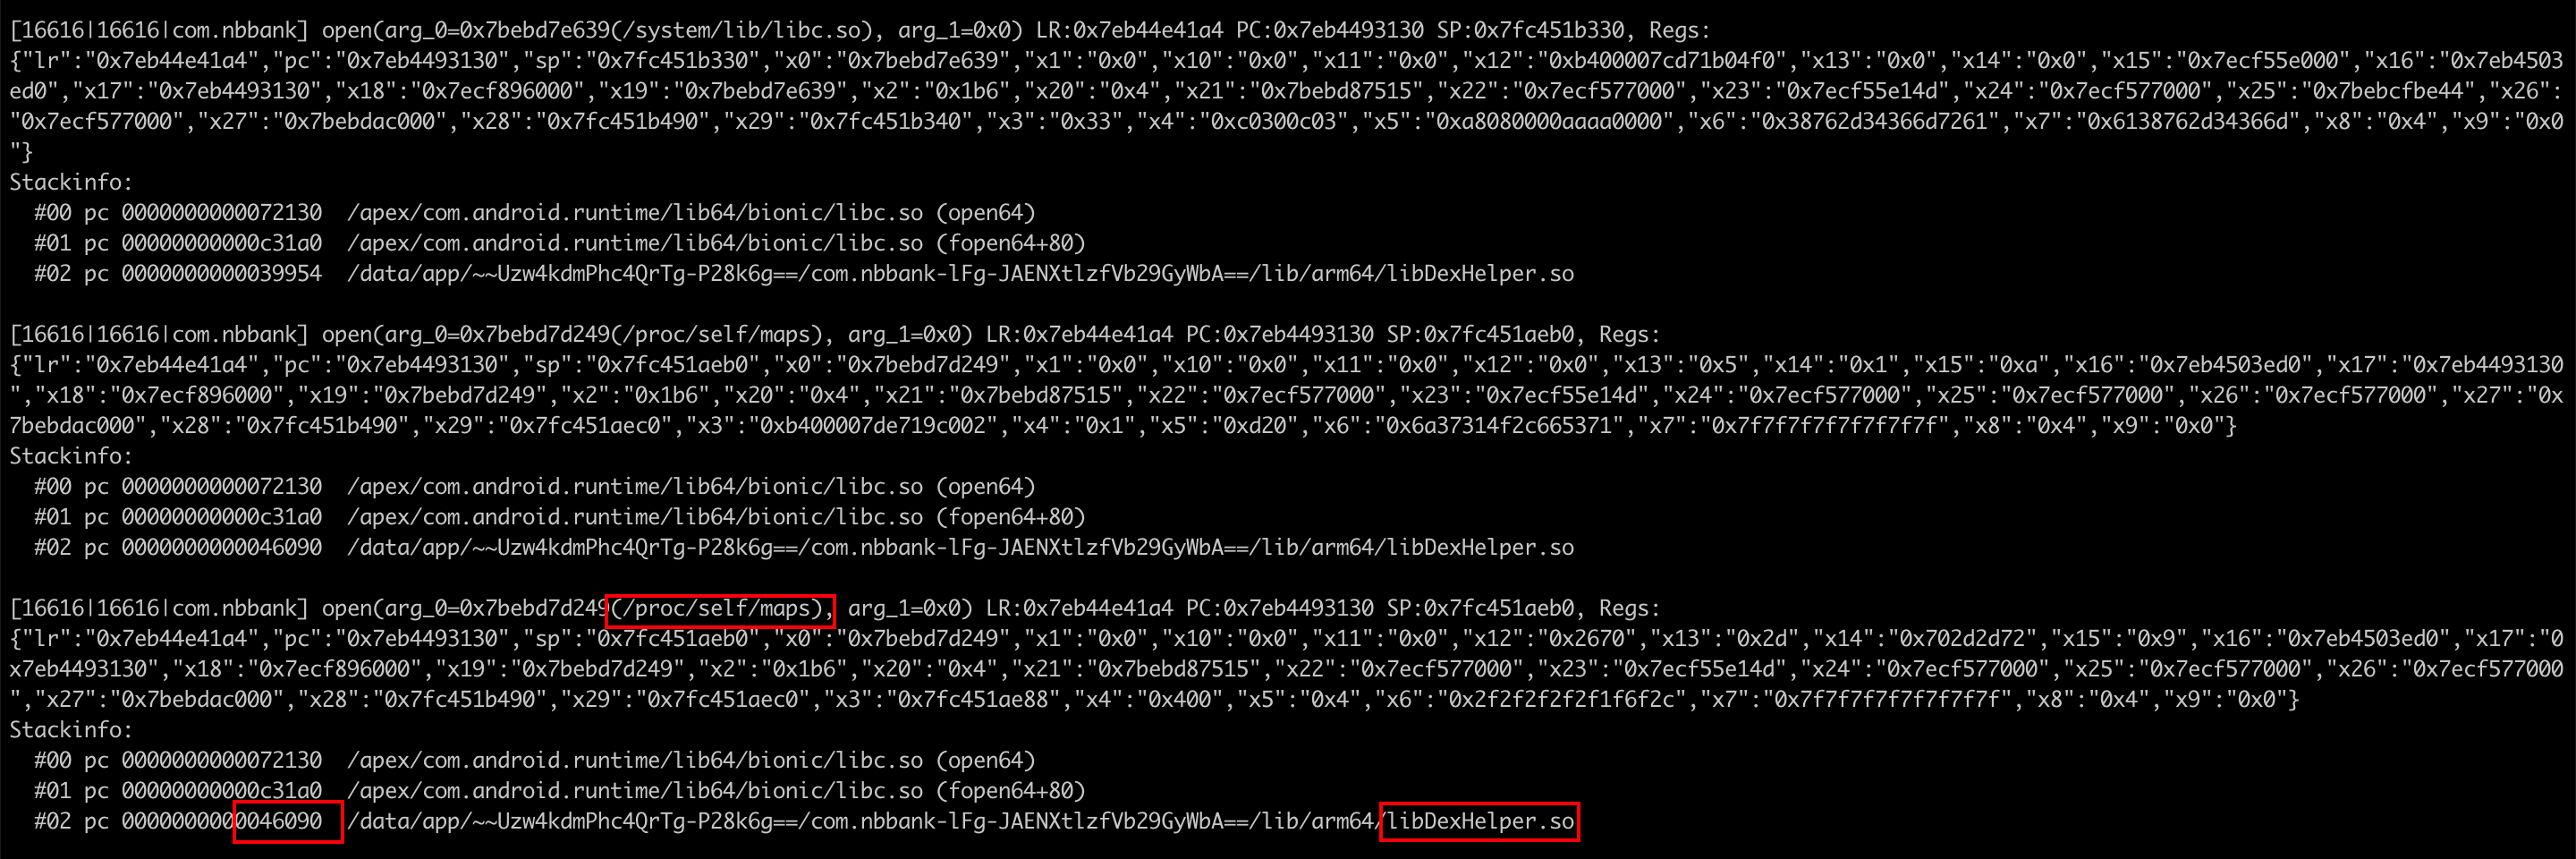 [16616|16616|com.nbbank] open(arg_0=0x7bebd7e639(/system/lib/libc.so), arg_1=0x0) LR:0x7eb44e41a4 PC:0x7eb4493130 SP:0x7fc451b330, Regs:
{"lr":"0x7eb44e41a4","pc":"0x7eb4493130","sp":"0x7fc451b330","x0":"0x7bebd7e639","x1":"0x0","x10":"0x0","x11":"0x0","x12":"0xb400007cd71b04f0","x13":"0x0","x14":"0x0","x15":"0x7ecf55e000","x16":"0x7eb4503
ed0","x17":"0x7eb4493130","x18":"0x7ecf896000","x19":"0x7bebd7e639","x2":"0x1b6","x20":"0x4","x21":"0x7bebd87515","x22":"0x7ecf577000","x23":"0x7ecf55e14d","x24":"0x7ecf577000","x25":"0x7bebcfbe44","x26":
"0x7ecf577000","x27":"0x7bebdac000","x28":"0x7fc451b490","x29":"0x7fc451b340","x3":"0x33","x4":"0xc0300c03","x5":"0xa8080000aaaa0000","x6":"0x38762d34366d7261","x7":"0x6138762d34366d","x8":"0x4","x9":"0x0
"}
Stackinfo:
  #00 pc 0000000000072130  /apex/com.android.runtime/lib64/bionic/libc.so (open64)
  #01 pc 00000000000c31a0  /apex/com.android.runtime/lib64/bionic/libc.so (fopen64+80)
  #02 pc 0000000000039954  /data/app/~~Uzw4kdmPhc4QrTg-P28k6g==/com.nbbank-lFg-JAENXtlzfVb29GyWbA==/lib/arm64/libDexHelper.so
[16616|16616|com.nbbank] open(arg_0=0x7bebd7d249(/proc/self/maps), arg_1=0x0) LR:0x7eb44e41a4 PC:0x7eb4493130 SP:0x7fc451aeb0, Regs:
{"lr":"0x7eb44e41a4","pc":"0x7eb4493130","sp":"0x7fc451aeb0","x0":"0x7bebd7d249","x1":"0x0","x10":"0x0","x11":"0x0","x12":"0x0","x13":"0x5","x14":"0x1","x15":"0xa","x16":"0x7eb4503ed0","x17":"0x7eb4493130
","x18":"0x7ecf896000","x19":"0x7bebd7d249","x2":"0x1b6","x20":"0x4","x21":"0x7bebd87515","x22":"0x7ecf577000","x23":"0x7ecf55e14d","x24":"0x7ecf577000","x25":"0x7ecf577000","x26":"0x7ecf577000","x27":"0x
7bebdac000","x28":"0x7fc451b490","x29":"0x7fc451aec0","x3":"0xb400007de719c002","x4":"0x1","x5":"0xd20","x6":"0x6a37314f2c665371","x7":"0x7f7f7f7f7f7f7f7f","x8":"0x4","x9":"0x0"}
Stackinfo:
  #00 pc 0000000000072130  /apex/com.android.runtime/lib64/bionic/libc.so (open64)
  #01 pc 00000000000c31a0  /apex/com.android.runtime/lib64/bionic/libc.so (fopen64+80)
  #02 pc 0000000000046090  /data/app/~~Uzw4kdmPhc4QrTg-P28k6g==/com.nbbank-lFg-JAENXtlzfVb29GyWbA==/lib/arm64/libDexHelper.so
[16616|16616|com.nbbank] open(arg_0=0x7bebd7d249(/proc/self/maps), arg_1=0x0) LR:0x7eb44e41a4 PC:0x7eb4493130 SP:0x7fc451aeb0, Regs:
{"lr":"0x7eb44e41a4","pc":"0x7eb4493130","sp":"0x7fc451aeb0","x0":"0x7bebd7d249","x1":"0x0","x10":"0x0","x11":"0x0","x12":"0x2670","x13":"0x2d","x14":"0x702d2d72","x15":"0x9","x16":"0x7eb4503ed0","x17":"0
x7eb4493130","x18":"0x7ecf896000","x19":"0x7bebd7d249","x2":"0x1b6","x20":"0x4","x21":"0x7bebd87515","x22":"0x7ecf577000","x23":"0x7ecf55e14d","x24":"0x7ecf577000","x25":"0x7ecf577000","x26":"0x7ecf577000
","x27":"0x7bebdac000","x28":"0x7fc451b490","x29":"0x7fc451aec0","x3":"0x7fc451ae88","x4":"0x400","x5":"0x4","x6":"0x2f2f2f2f2f1f6f2c","x7":"0x7f7f7f7f7f7f7f7f","x8":"0x4","x9":"0x0"}
Stackinfo:
  #00 pc 0000000000072130  /apex/com.android.runtime/lib64/bionic/libc.so (open64)
  #01 pc 00000000000c31a0  /apex/com.android.runtime/lib64/bionic/libc.so (fopen64+80)
  #02 pc 0000000000046090  /data/app/~~Uzw4kdmPhc4QrTg-P28k6g==/com.nbbank-lFg-JAENXtlzfVb29GyWbA==/lib/arm64/libDexHelper.so